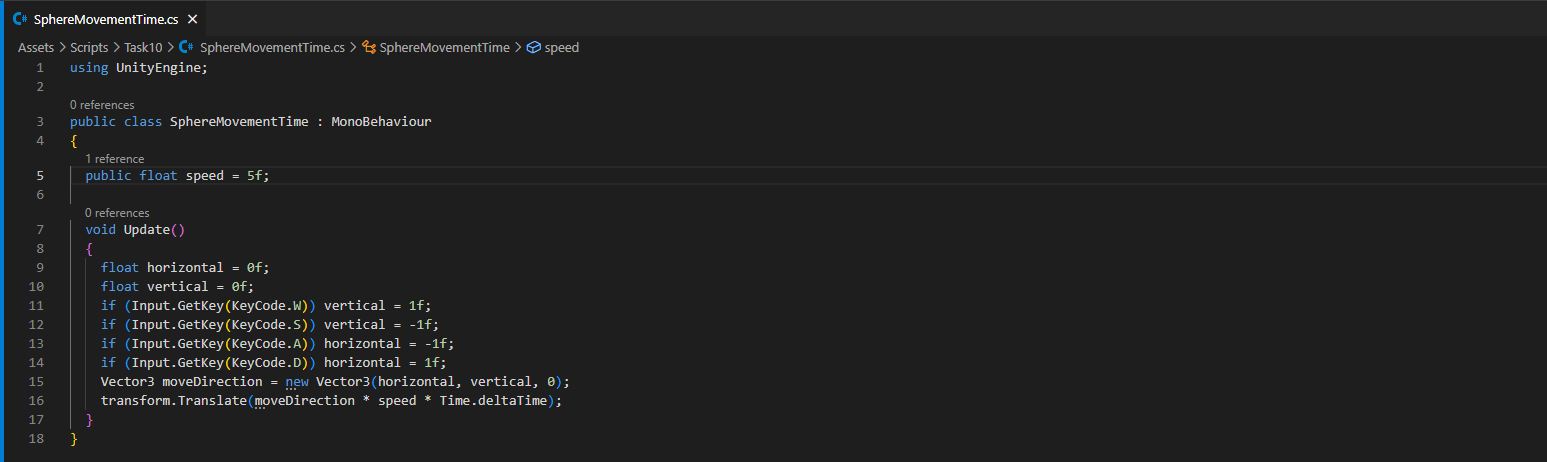 C# SphereMovementTime.cs ×
Assets > Scripts > Task10 > C# SphereMovementTime.cs > SphereMovementTime > speed
1 using UnityEngine;
2
0 references
3 public class SphereMovementTime : MonoBehaviour
4 {
1 reference
5 public float speed = 5f;
6
0 references
7 void Update()
8 {
9 float horizontal = 0f;
10 float vertical = 0f;
11 if (Input.GetKey(KeyCode.W)) vertical = 1f;
12 if (Input.GetKey(KeyCode.S)) vertical = -1f;
13 if (Input.GetKey(KeyCode.A)) horizontal = -1f;
14 if (Input.GetKey(KeyCode.D)) horizontal = 1f;
15 Vector3 moveDirection = new Vector3(horizontal, vertical, 0);
16 transform.Translate(moveDirection * speed * Time.deltaTime);
17 }
18 }